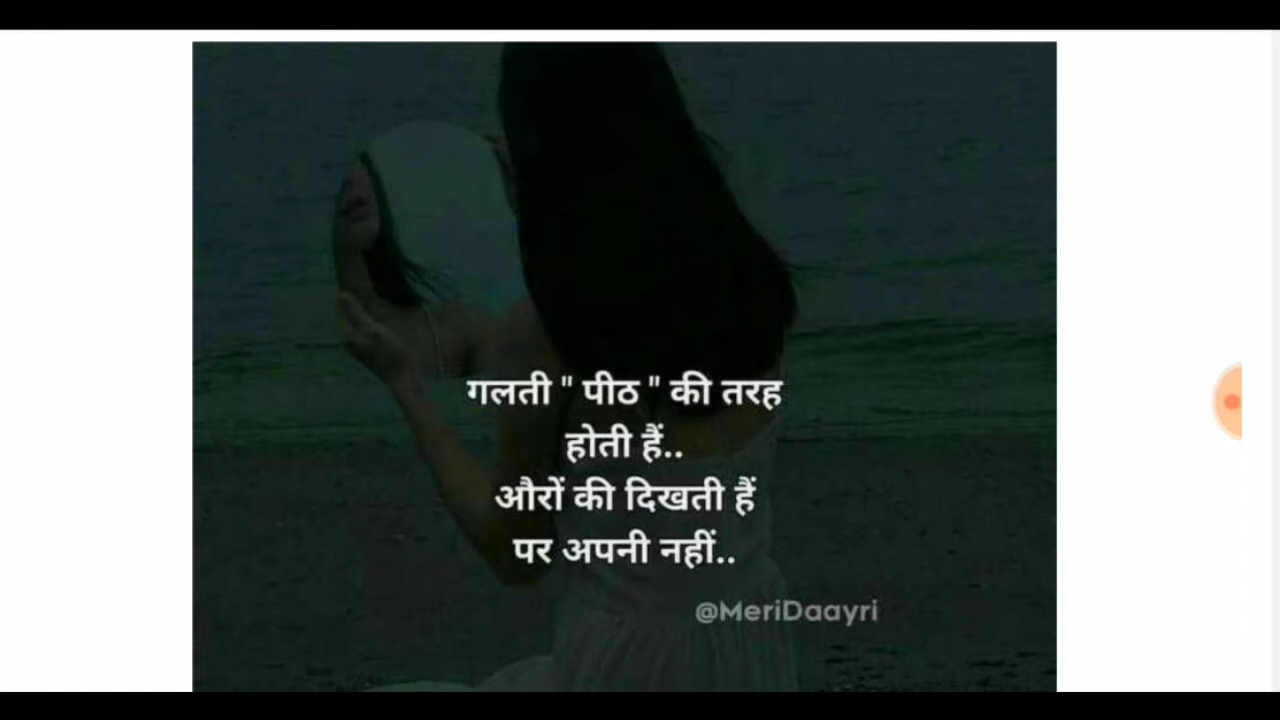 गलती " पीठ " की तरह
होती हैं..
औरों की दिखती हैं
पर अपनी नहीं..
@MeriDaayri